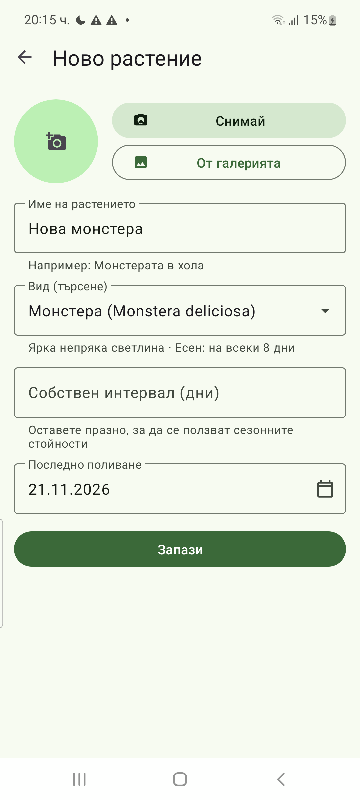 20:15 ч.
15%
Ново растение
Снимай
От галерията
Име на растението
Нова монстера
Например: Монстерата в хола
Вид (търсене)
Монстера (Monstera deliciosa)
Ярка непряка светлина · Есен: на всеки 8 дни
Собствен интервал (дни)
Оставете празно, за да се ползват сезонните
стойности
Последно поливане
21.11.2026
Запази